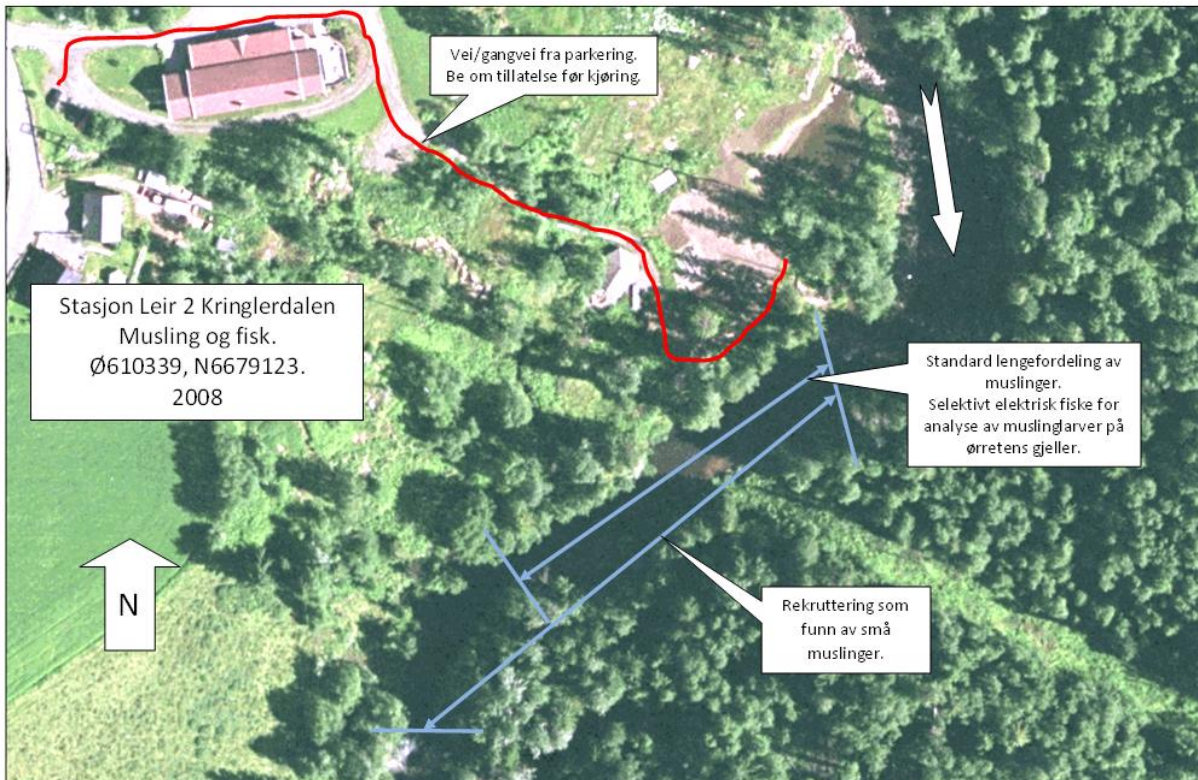 Vei/gangvei fra parkering.
Be om tillatelse før kjøring.
Stasjon Leir 2 Kringlerdalen
Musling og fisk.
Ø610339, N6679123.
2008
Standard lengefordeling av
muslinger.
Selektivt elektrisk fiske for
analyse av muslinglarver på
ørretens gjeller.
N
Rekruttering som
funn av små
muslinger.